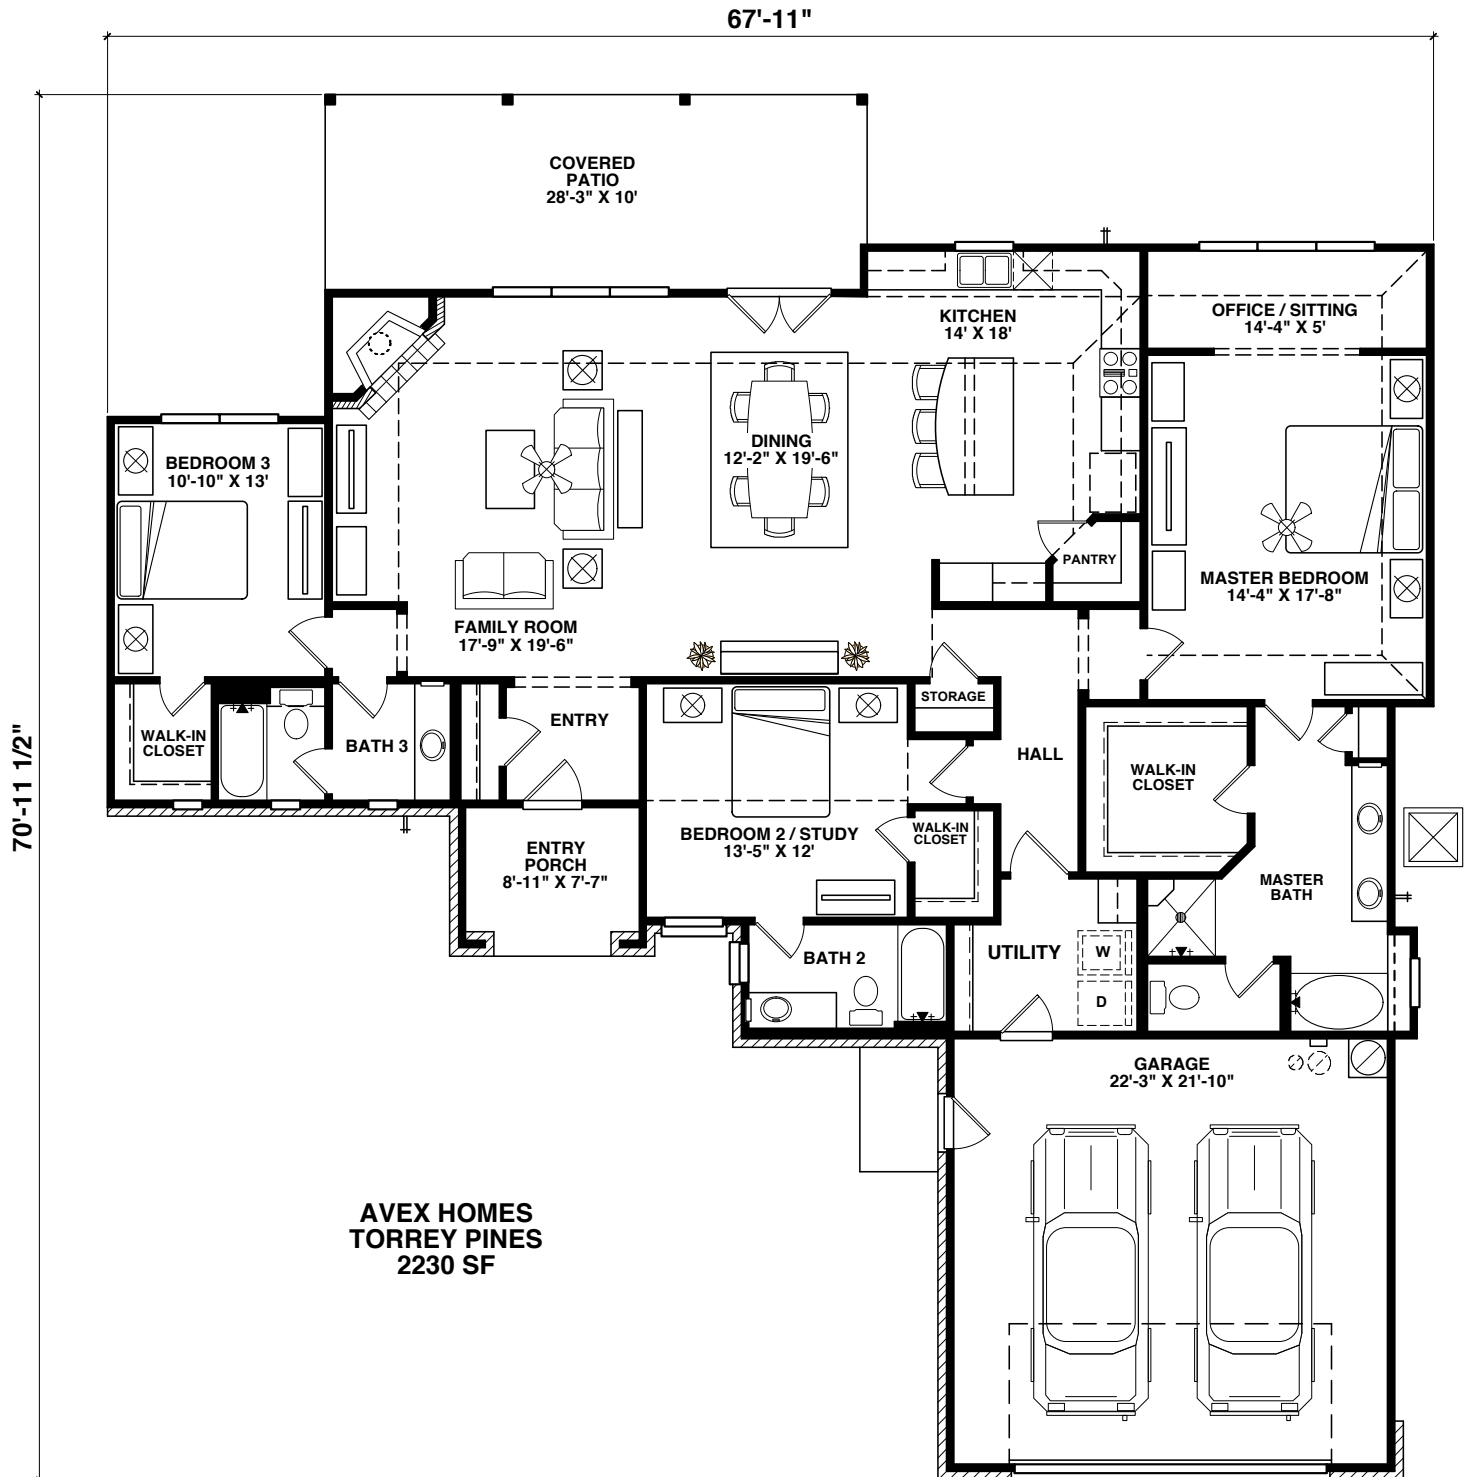 67'-11"
COVERED
PATIO
28'-3" X 10'
KITCHEN
14' X 18'
OFFICE / SITTING
14'-4" X 5'
DINING
12'-2" X 19'-6"
BEDROOM 3
10'-10" X 13'
PANTRY
MASTER BEDROOM
14'-4" X 17'-8"
FAMILY ROOM
17'-9" X 19'-6"
STORAGE
ENTRY
WALK-IN
CLOSET
BATH 3
HALL
WALK-IN
CLOSET
70'-11 1/2"
BEDROOM 2 / STUDY
13'-5" X 12'
WALK-IN
CLOSET
ENTRY
PORCH
8'-11" X 7'-7"
MASTER
BATH
BATH 2
UTILITY
W
D
GARAGE
22'-3" X 21'-10"
AVEX HOMES
TORREY PINES
2230 SF